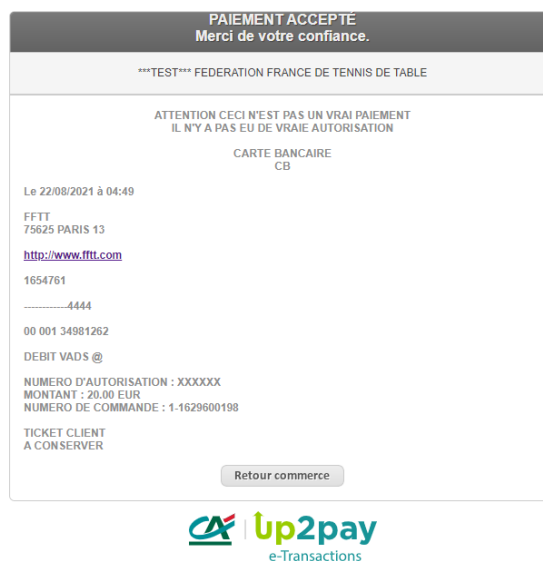 PAIEMENT ACCEPTÉ
Merci de votre confiance.
***TEST*** FEDERATION FRANCE DE TENNIS DE TABLE
ATTENTION CECI N'EST PAS UN VRAI PAIEMENT
IL N'Y A PAS EU DE VRAIE AUTORISATION
CARTE BANCAIRE
CB
Le 22/08/2021 à 04:49
FFTT
75625 PARIS 13
http://www.fftt.com
1654761
------------4444
00 001 34981262
DEBIT VADS @
NUMERO D'AUTORISATION : XXXXXX
MONTANT : 20.00 EUR
NUMERO DE COMMANDE : 1-1629600198
TICKET CLIENT
A CONSERVER
Retour commerce
CA up2pay
e-Transactions